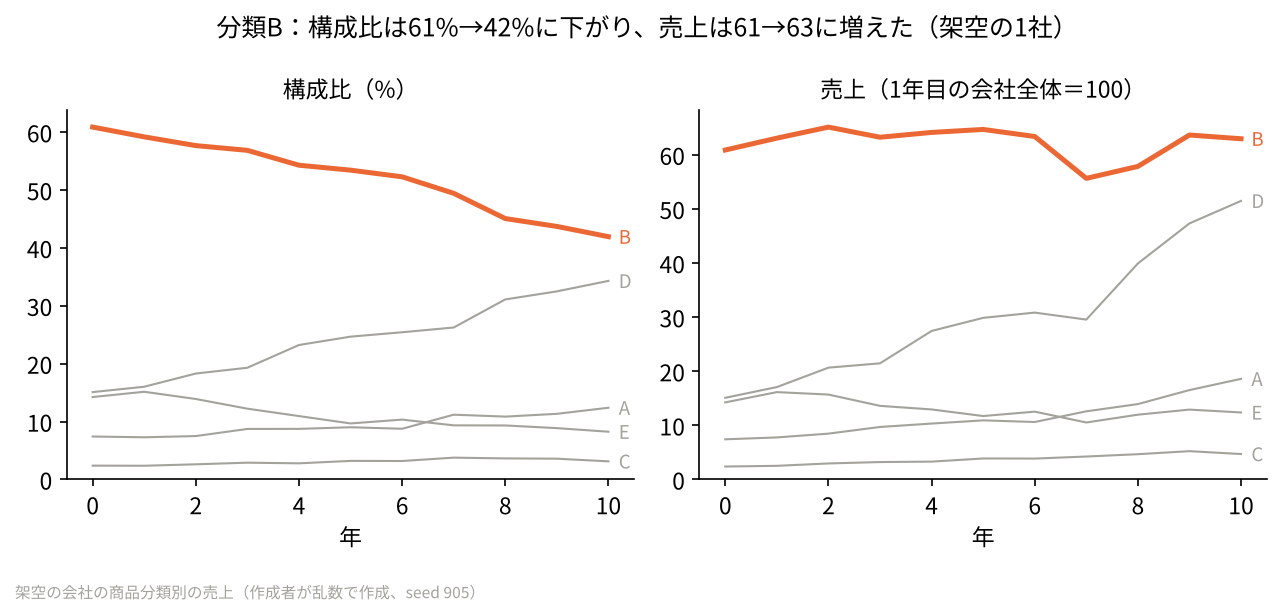 分類B：構成比は61%→42%に下がり、売上は61→63に増えた（架空の1社）
構成比（%）
60
50
40
30
20
10
0
0 2 4 6 8 10
年
B
D
A
E
C
売上（1年目の会社全体＝100）
60
50
40
30
20
10
0
0 2 4 6 8 10
年
B
D
A
E
C
架空の会社の商品分類別の売上（作成者が乱数で作成、seed 905）